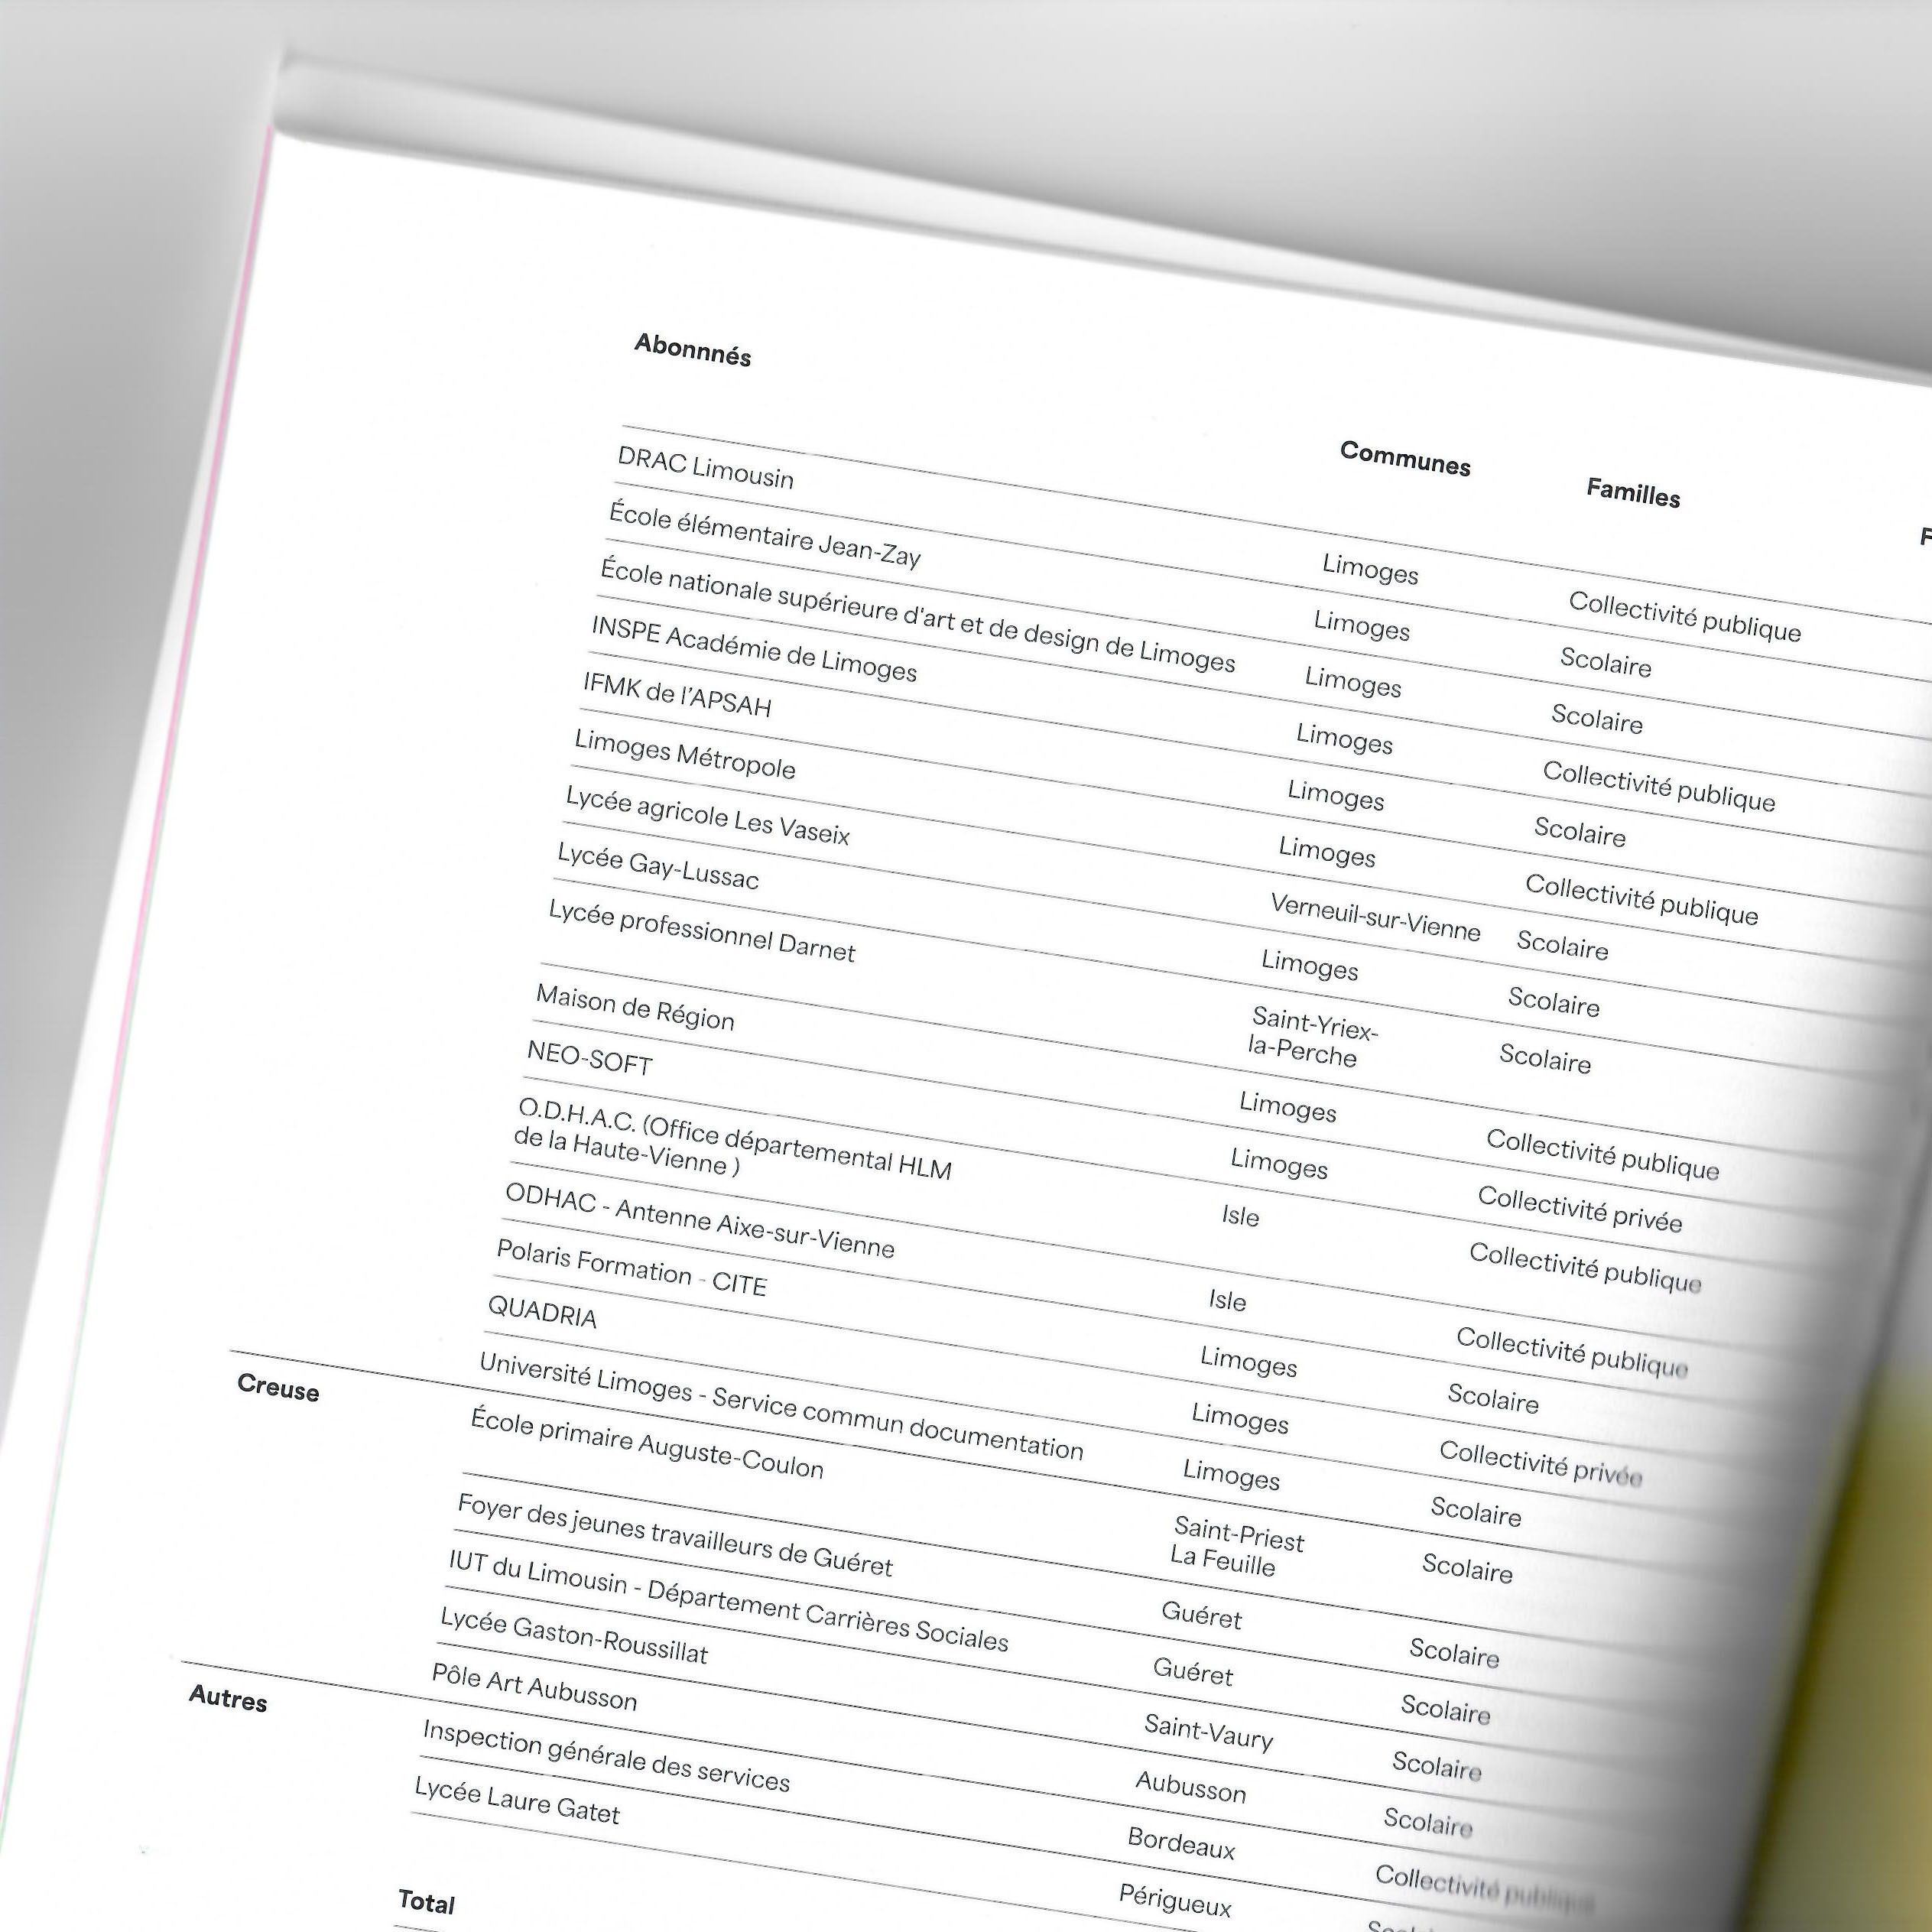 Abonnnés Communes Familles
DRAC Limousin Limoges Collectivité publique
École élémentaire Jean-Zay Limoges Scolaire
École nationale supérieure d'art et de design de Limoges Limoges Scolaire
INSPE Académie de Limoges Limoges Collectivité publique
IFMK de l’APSAH Limoges Scolaire
Limoges Métropole Limoges Collectivité publique
Lycée agricole Les Vaseix Verneuil-sur-Vienne Scolaire
Lycée Gay-Lussac Limoges Scolaire
Lycée professionnel Darnet Saint-Yriex- Scolaire
la-Perche
Maison de Région Limoges Collectivité publique
NEO-SOFT Limoges Collectivité privée
O.D.H.A.C. (Office départemental HLM Isle Collectivité publique
de la Haute-Vienne )
ODHAC - Antenne Aixe-sur-Vienne Isle Collectivité publique
Polaris Formation - CITE Limoges Scolaire
QUADRIA Limoges Collectivité privée
Université Limoges - Service commun documentation Limoges Scolaire
Creuse École primaire Auguste-Coulon Saint-Priest Scolaire
La Feuille
Foyer des jeunes travailleurs de Guéret Guéret Scolaire
IUT du Limousin - Département Carrières Sociales Guéret Scolaire
Lycée Gaston-Roussillat Saint-Vaury Scolaire
Pôle Art Aubusson Aubusson Scolaire
Autres Inspection générale des services Bordeaux Collectivité publique
Lycée Laure Gatet Périgueux
Total